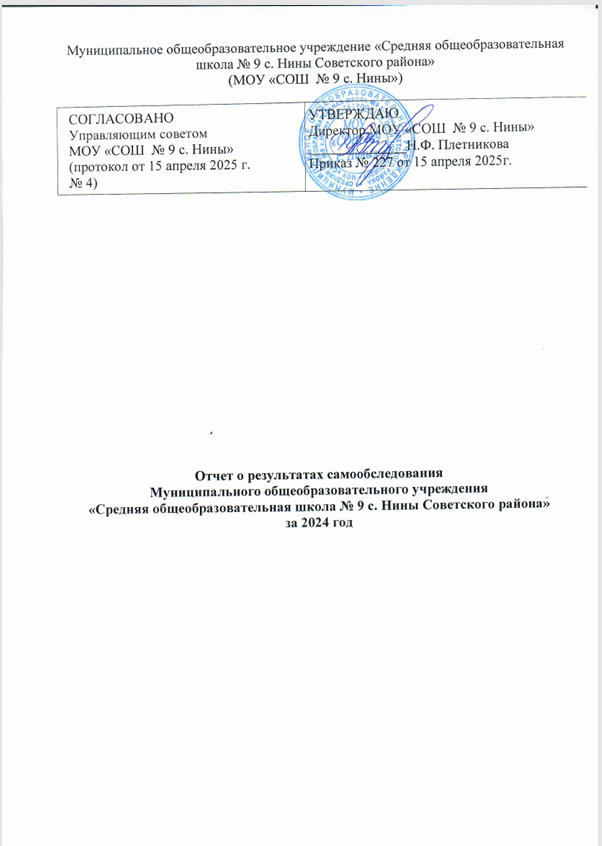 Муниципальное общеобразовательное учреждение «Средняя общеобразовательная
школа № 9 с. Нины Советского района»
(МОУ «СОШ № 9 с. Нины»)
СОГЛАСОВАНО
Управляющим советом
МОУ «СОШ № 9 с. Нины»
(протокол от 15 апреля 2025 г.
№ 4)
УТВЕРЖДАЮ
Директор МОУ «СОШ № 9 с. Нины»
Н.Ф. Плетникова
Приказ № 227 от 15 апреля 2025г.
Отчет о результатах самообследования
Муниципального общеобразовательного учреждения
«Средняя общеобразовательная школа № 9 с. Нины Советского района»
за 2024 год